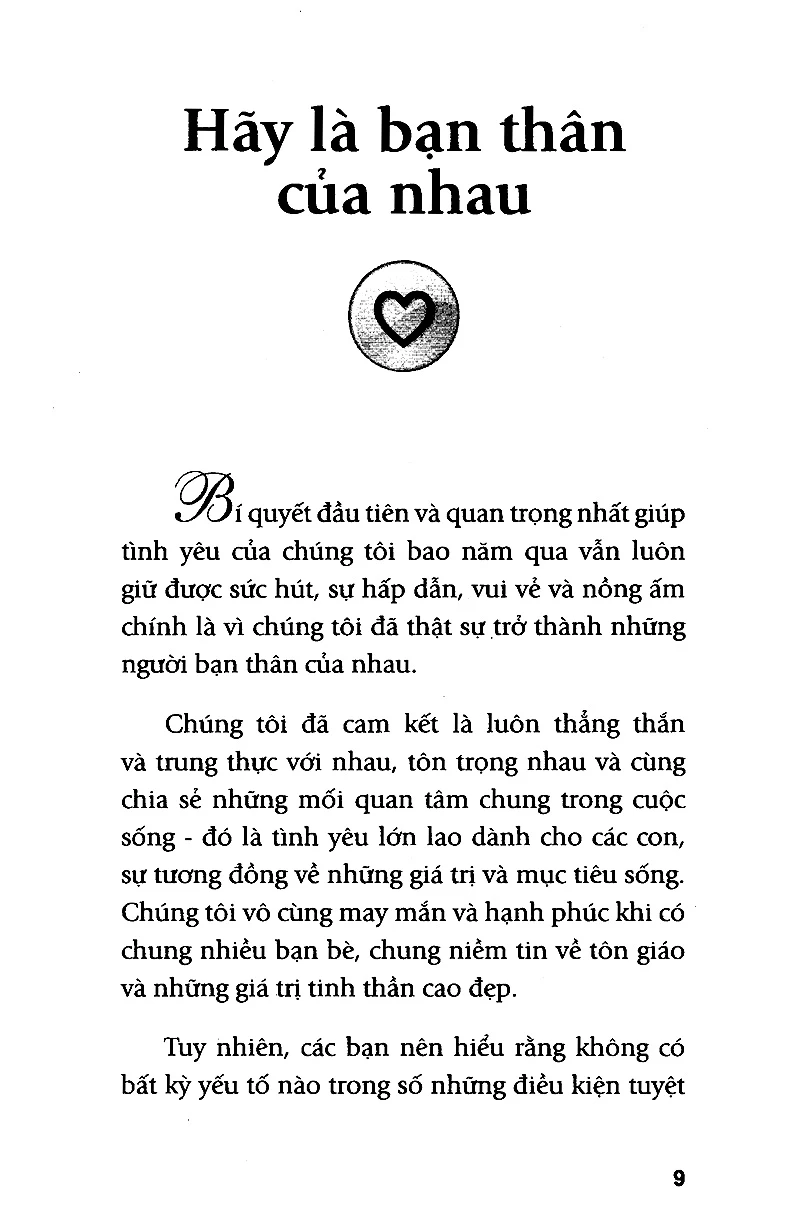 Hãy là bạn thân
của nhau
Bí quyết đầu tiên và quan trọng nhất giúp
tình yêu của chúng tôi bao năm qua vẫn luôn
giữ được sức hút, sự hấp dẫn, vui vẻ và nồng ấm
chính là vì chúng tôi đã thật sự trở thành những
người bạn thân của nhau.
Chúng tôi đã cam kết là luôn thẳng thắn
và trung thực với nhau, tôn trọng nhau và cùng
chia sẻ những mối quan tâm chung trong cuộc
sống - đó là tình yêu lớn lao dành cho các con,
sự tương đồng về những giá trị và mục tiêu sống.
Chúng tôi vô cùng may mắn và hạnh phúc khi có
chung nhiều bạn bè, chung niềm tin về tôn giáo
và những giá trị tinh thần cao đẹp.
Tuy nhiên, các bạn nên hiểu rằng không có
bất kỳ yếu tố nào trong số những điều kiện tuyệt
9